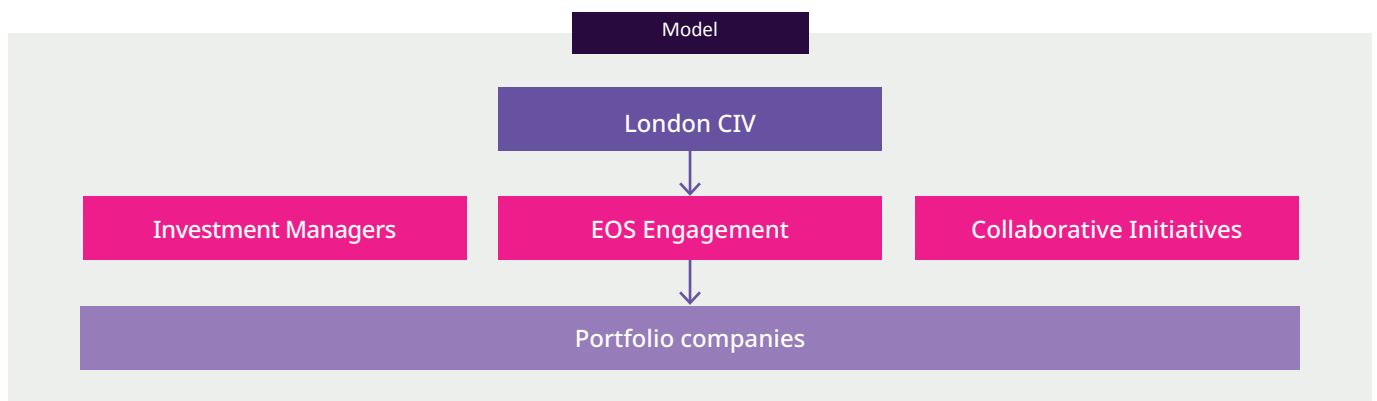 Model
London CIV
Investment Managers
EOS Engagement
Collaborative Initiatives
Portfolio companies